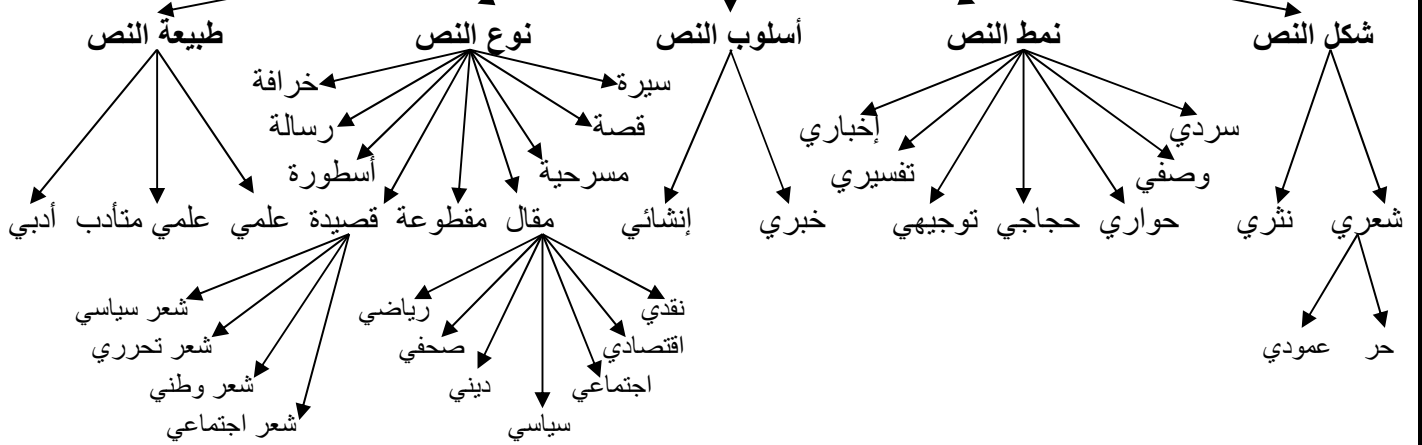 شكل النص نمط النص أسلوب النص نوع النص طبيعة النص
سيرة خرافة
سردي إخباري قصة رسالة
وصفي تفسيري مسرحية أسطورة
شعري نثري حواري حجاجي توجيهي خبري إنشائي مقال مقطوعة قصيدة علمي علمي متأدب أدبي
نقدي رياضي شعر سياسي
حر عمودي اقتصادي صحفي شعر تحرري
اجتماعي ديني شعر وطني
سياسي شعر اجتماعي